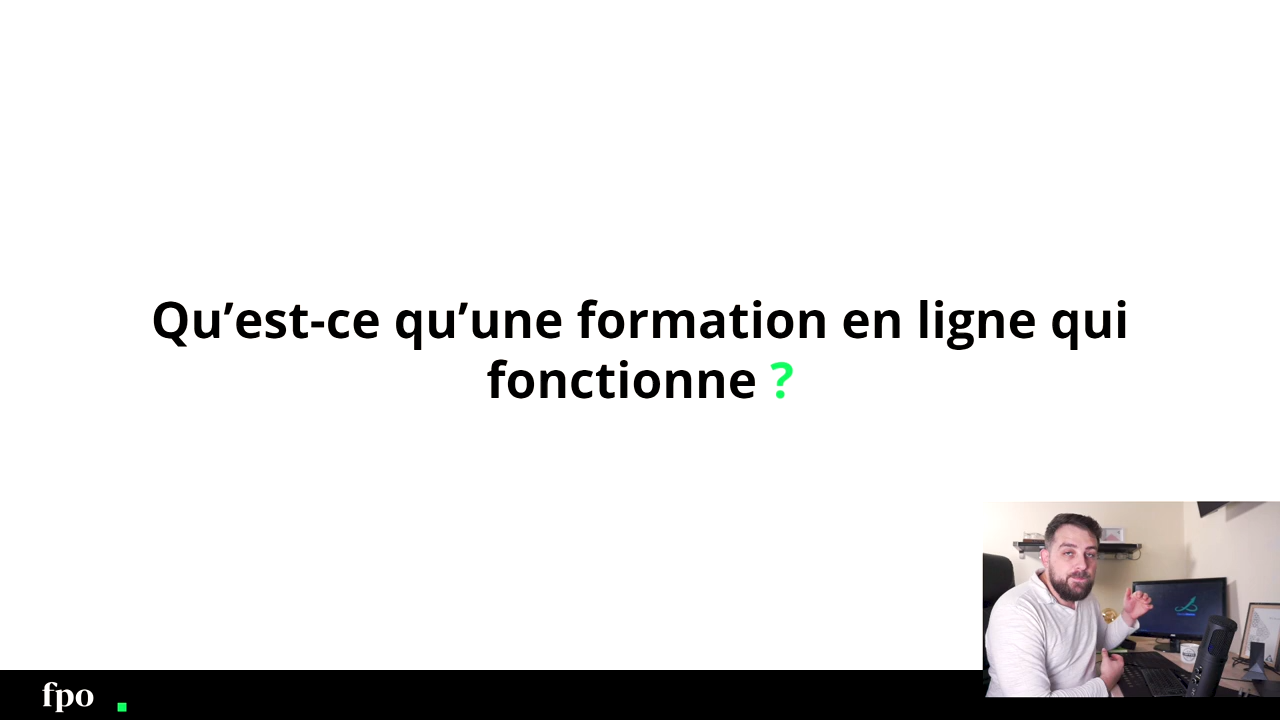 Qu’est-ce qu’une formation en ligne qui
fonctionne ?
fpo